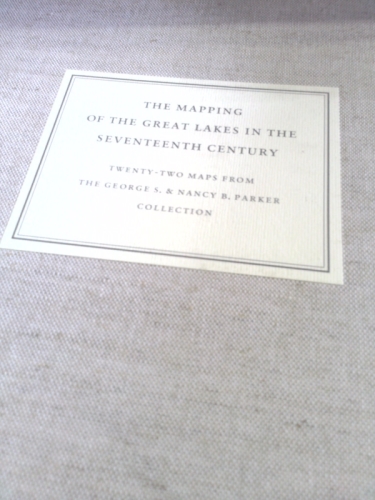 THE MAPPING
OF THE GREAT LAKES IN THE
SEVENTEENTH CENTURY
TWENTY-TWO MAPS FROM
THE GEORGE S. & NANCY B. PARKER
COLLECTION